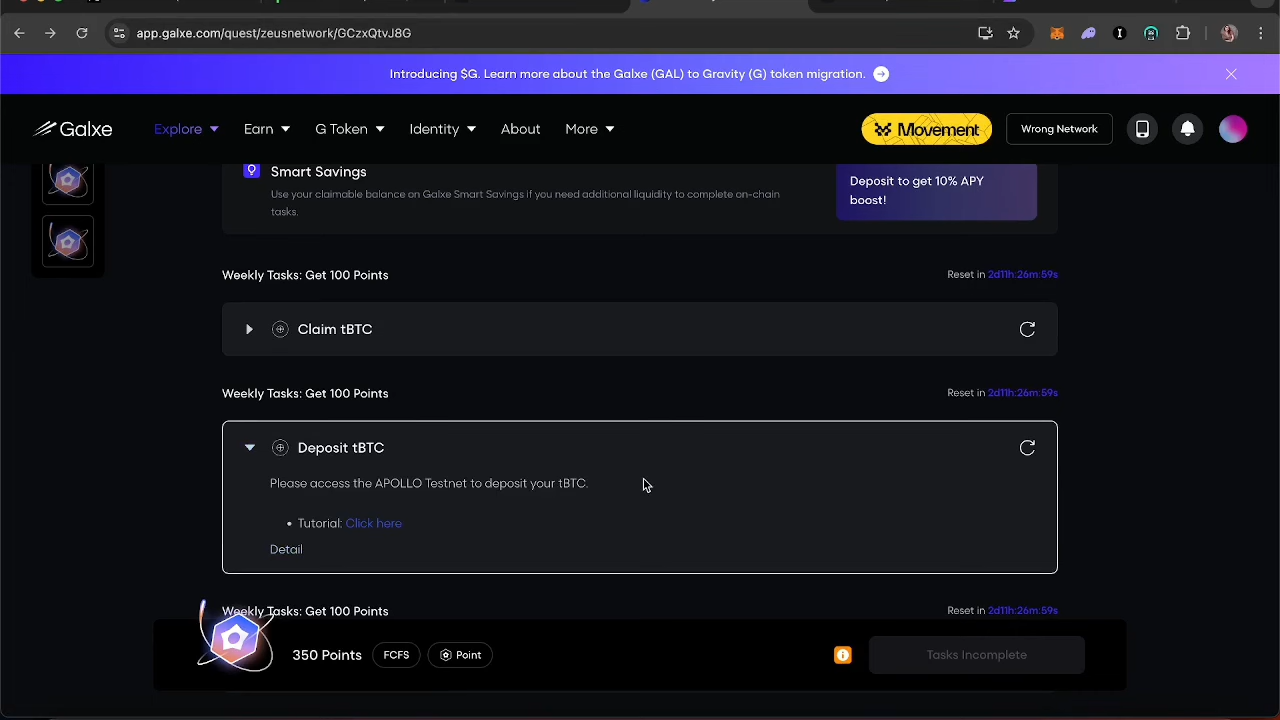 app.galxe.com/quest/zeusnetwork/GCzxQtvJ8G
Introducing $G. Learn more about the Galxe (GAL) to Gravity (G) token migration.
Galxe
Explore
Earn
G Token
Identity
About
More
Movement
Wrong Network
Smart Savings
Use your claimable balance on Galxe Smart Savings if you need additional liquidity to complete on-chain
tasks.
Deposit to get 10% APY
boost!
Weekly Tasks: Get 100 Points
Reset in 2d11h:26m:59s
Claim tBTC
Weekly Tasks: Get 100 Points
Reset in 2d11h:26m:59s
Deposit tBTC
Please access the APOLLO Testnet to deposit your tBTC.
• Tutorial: Click here
Detail
Weekly Tasks: Get 100 Points
Reset in 2d11h:26m:59s
350 Points
FCFS
Point
Tasks Incomplete